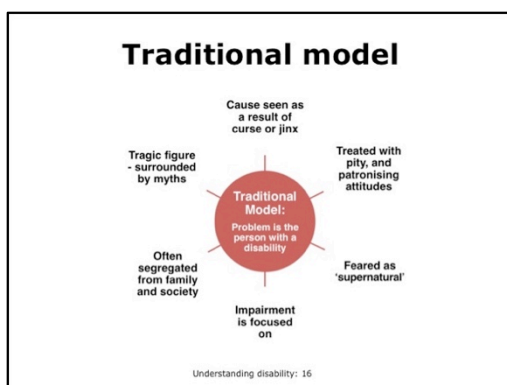 Traditional model
Cause seen as
a result of
curse or jinx
Treated with
pity, and
patronising
attitudes
Feared as
‘supernatural’
Impairment
is focused
on
Often
segregated
from family
and society
Tragic figure
- surrounded
by myths
Traditional
Model:
Problem is the
person with a
disability
Understanding disability: 16